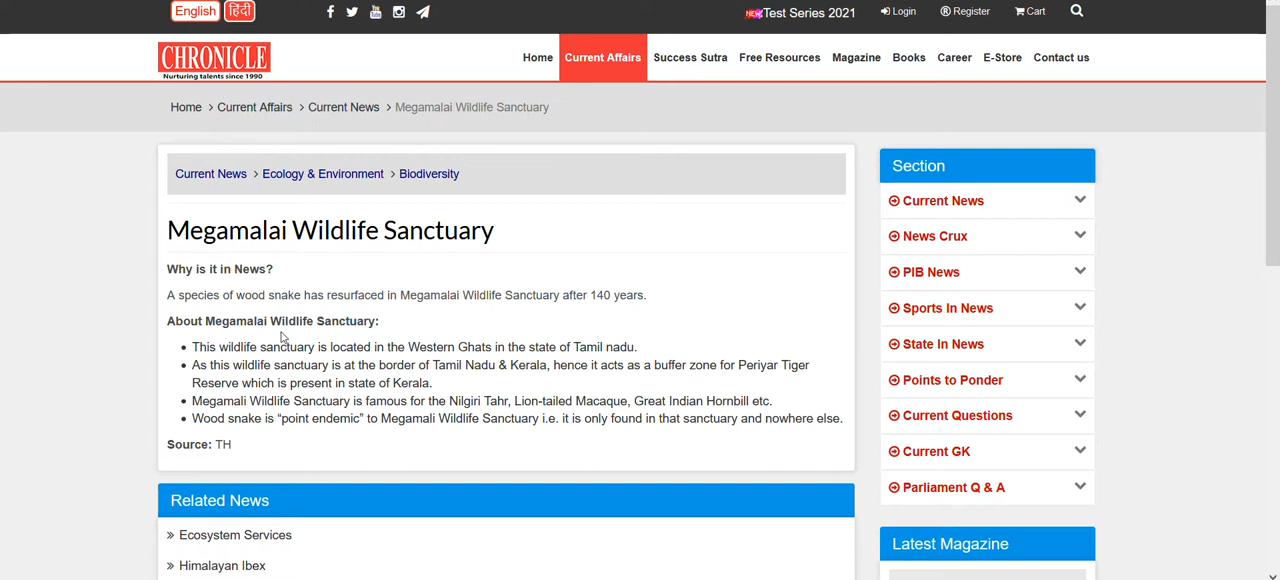 English हिंदी
NEW Test Series 2021 Login Register Cart
CHRONICLE
Nurturing talents since 1990
Home Current Affairs Success Sutra Free Resources Magazine Books Career E-Store Contact us
Home > Current Affairs > Current News > Megamalai Wildlife Sanctuary
Current News > Ecology & Environment > Biodiversity
Megamalai Wildlife Sanctuary
Why is it in News?
A species of wood snake has resurfaced in Megamalai Wildlife Sanctuary after 140 years.
About Megamalai Wildlife Sanctuary:
• This wildlife sanctuary is located in the Western Ghats in the state of Tamil nadu.
• As this wildlife sanctuary is at the border of Tamil Nadu & Kerala, hence it acts as a buffer zone for Periyar Tiger
Reserve which is present in state of Kerala.
• Megamali Wildlife Sanctuary is famous for the Nilgiri Tahr, Lion-tailed Macaque, Great Indian Hornbill etc.
• Wood snake is “point endemic” to Megamali Wildlife Sanctuary i.e. it is only found in that sanctuary and nowhere else.
Source: TH
Related News
» Ecosystem Services
» Himalayan Ibex
Section
Current News
News Crux
PIB News
Sports In News
State In News
Points to Ponder
Current Questions
Current GK
Parliament Q & A
Latest Magazine